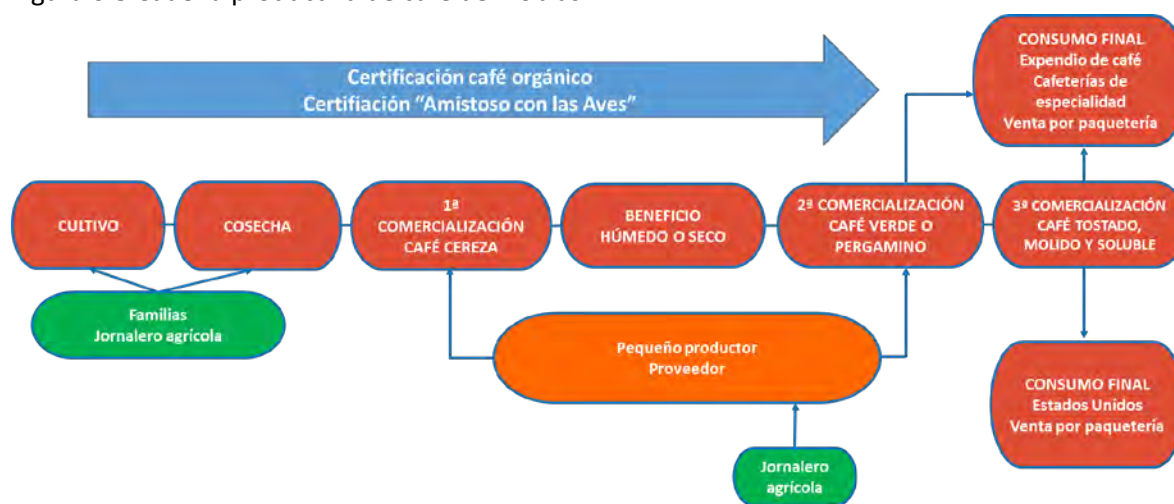 Certificación café orgánico
Certifiación "Amistoso con las Aves"
CONSUMO FINAL
Expendio de café
Cafeterías de
especialidad
Venta por paquetería
CULTIVO
COSECHA
1ª
COMERCIALIZACIÓN
CAFÉ CEREZA
BENEFICIO
HÚMEDO O SECO
2ª COMERCIALIZACIÓN
CAFÉ VERDE O
PERGAMINO
3ª COMERCIALIZACIÓN
CAFÉ TOSTADO,
MOLIDO Y SOLUBLE
Familias
Jornalero agrícola
Pequeño productor
Proveedor
CONSUMO FINAL
Estados Unidos
Venta por paquetería
Jornalero
agrícola